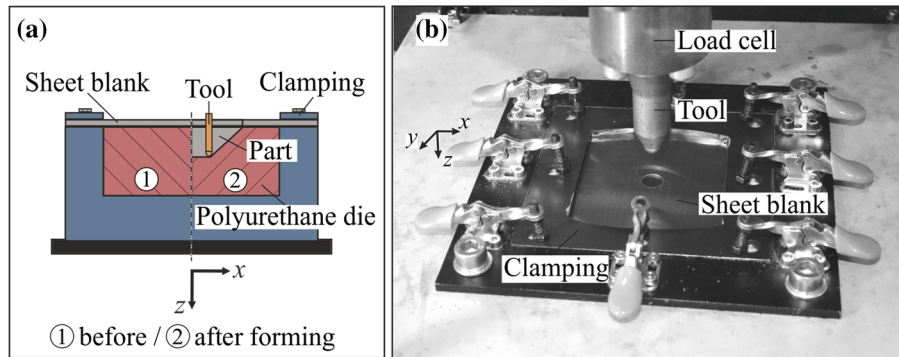 (a)
Sheet blank
Tool
Clamping
Part
1
2
Polyurethane die
x
z
1 before / 2 after forming
(b)
Load cell
Tool
x
y
z
Sheet blank
Clamping